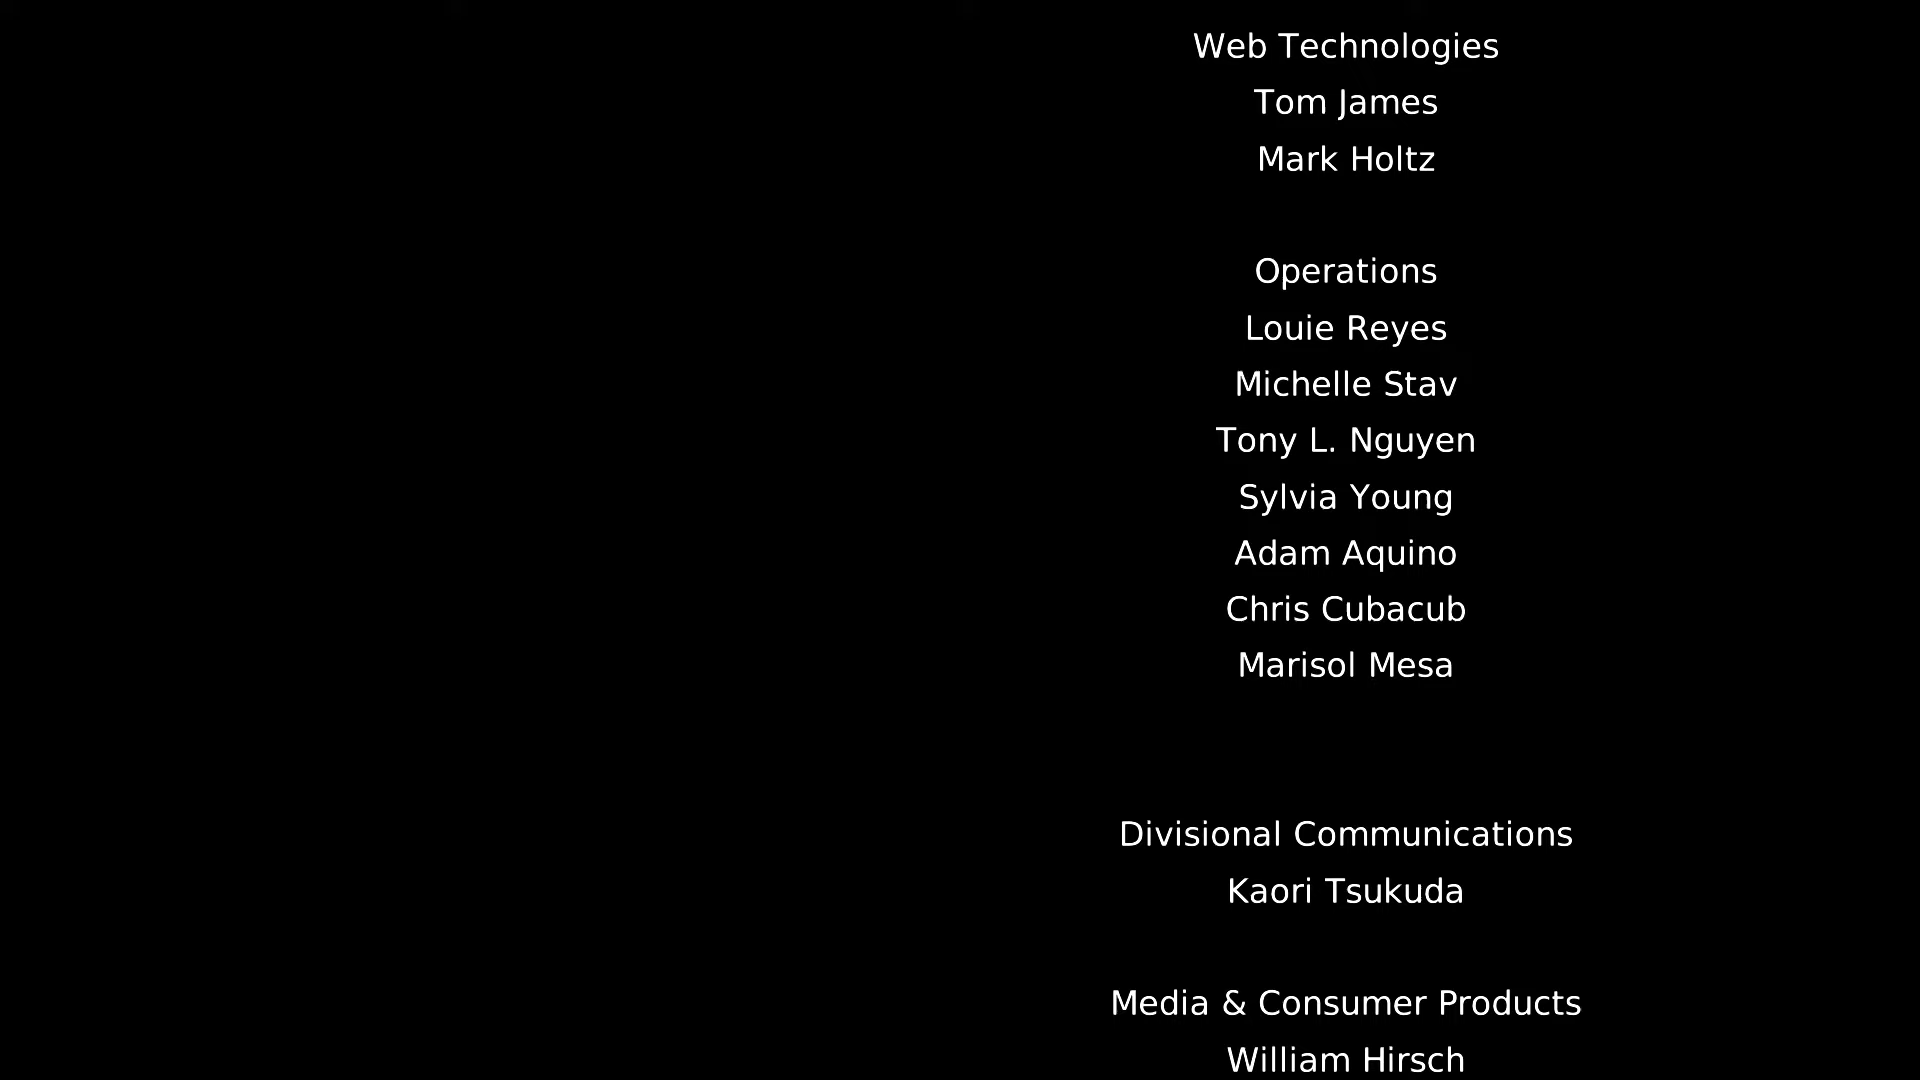 Web Technologies
Tom James
Mark Holtz
Operations
Louie Reyes
Michelle Stav
Tony L. Nguyen
Sylvia Young
Adam Aquino
Chris Cubacub
Marisol Mesa
Divisional Communications
Kaori Tsukuda
Media & Consumer Products
William Hirsch